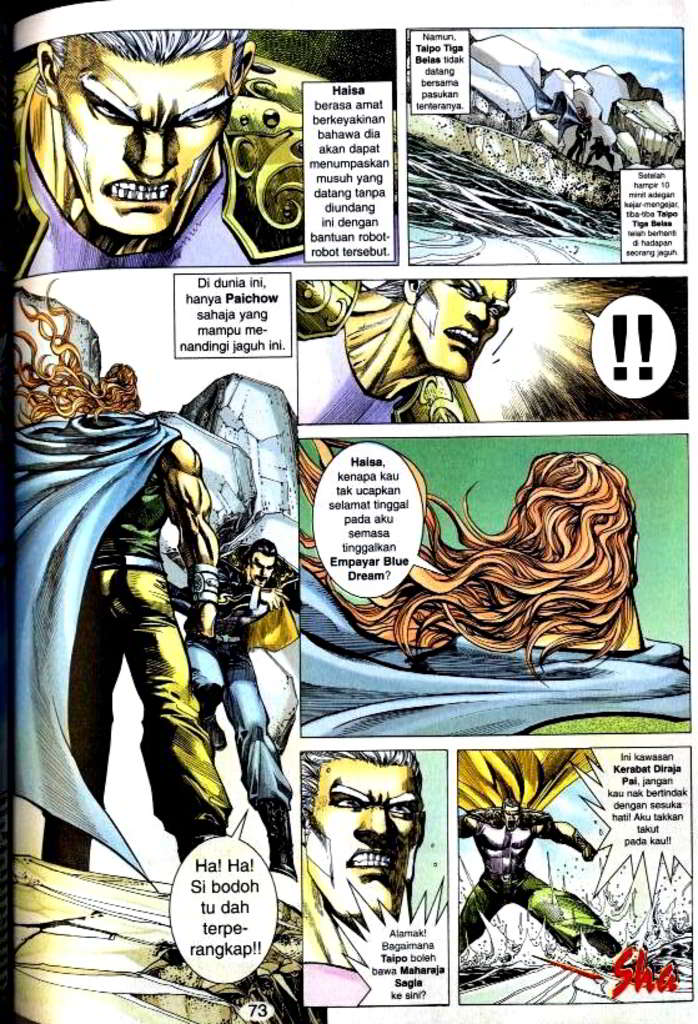 Haisa
berasa amat
berkeyakinan
bahawa dia
akan dapat
menumpaskan
musuh yang
datang tanpa
diundang
ini dengan
bantuan robot-
robot tersebut.
Namun,
Taipo Tiga
Belas tidak
datang
bersama
pasukan
tenteranya.
Setelah
hampir 10
minit adegan
kejar-mengejar,
tiba-tiba Taipo
Tiga Belas
telah berhenti
di hadapan
seorang jaguh.
Di dunia ini,
hanya Paichow
sahaja yang
mampu me-
nandingi jaguh ini.
!!
Haisa,
kenapa kau
tak ucapkan
selamat tinggal
pada aku
semasa
tinggalkan
Empayar Blue
Dream?
Ha! Ha!
Si bodoh
tu dah
terpe-
rangkap!!
Alamak!
Bagaimana
Taipo boleh
bawa Maharaja
Sagla
ke sini?
Ini kawasan
Kerabat Diraja
Pai, jangan
kau nak bertindak
dengan sesuka
hati! Aku takkan
takut
pada kau!!
Sha
73